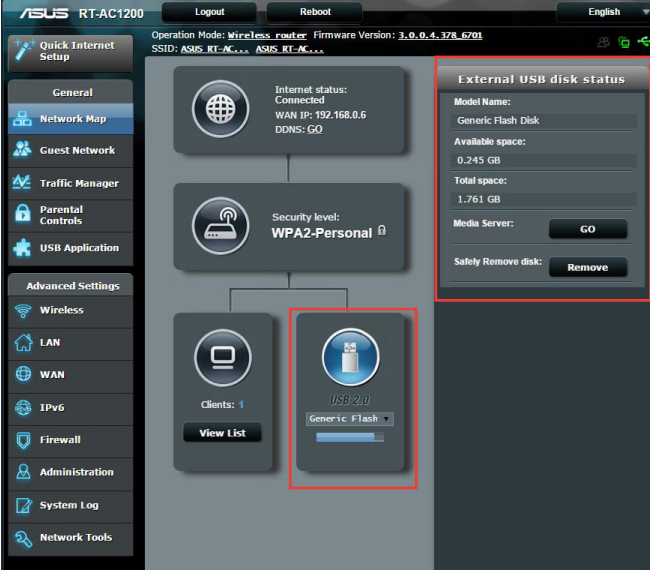 ASUS RT-AC1200 Logout Reboot English
Operation Mode: Wireless router Firmware Version: 3.0.0.4.378_6701
SSID: ASUS RT-AC... ASUS RT-AC...
Quick Internet
Setup
General
Network Map
Guest Network
Traffic Manager
Parental
Controls
USB Application
Advanced Settings
Wireless
LAN
WAN
IPv6
Firewall
Administration
System Log
Network Tools
Internet status:
Connected
WAN IP: 192.168.0.6
DDNS: GO
Security level:
WPA2-Personal
Clients: 1
View List
USB 2.0
Generic Flash
External USB disk status
Model Name:
Generic Flash Disk
Available space:
0.245 GB
Total space:
1.761 GB
Media Server: GO
Safely Remove disk: Remove